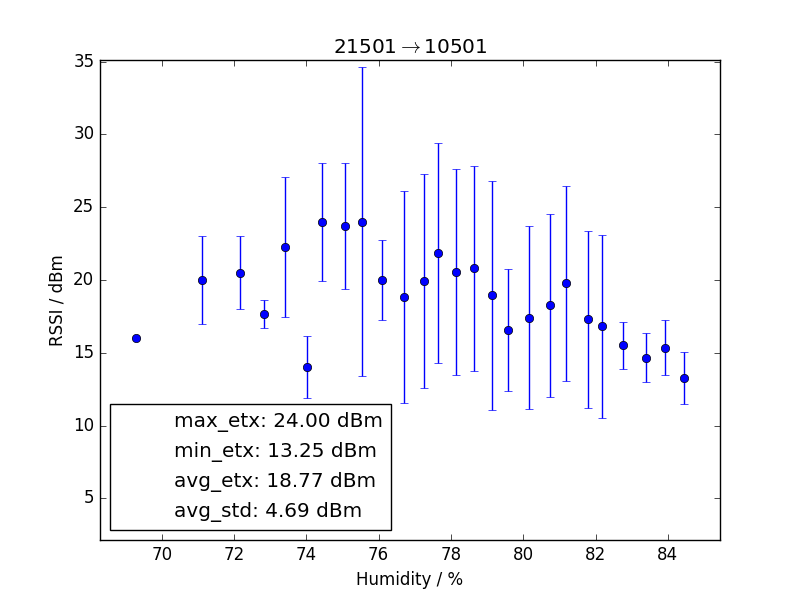 21501→10501
35
30
25
20
15
10
5
RSSI / dBm
max_etx: 24.00 dBm
min_etx: 13.25 dBm
avg_etx: 18.77 dBm
avg_std: 4.69 dBm
70 72 74 76 78 80 82 84
Humidity / %